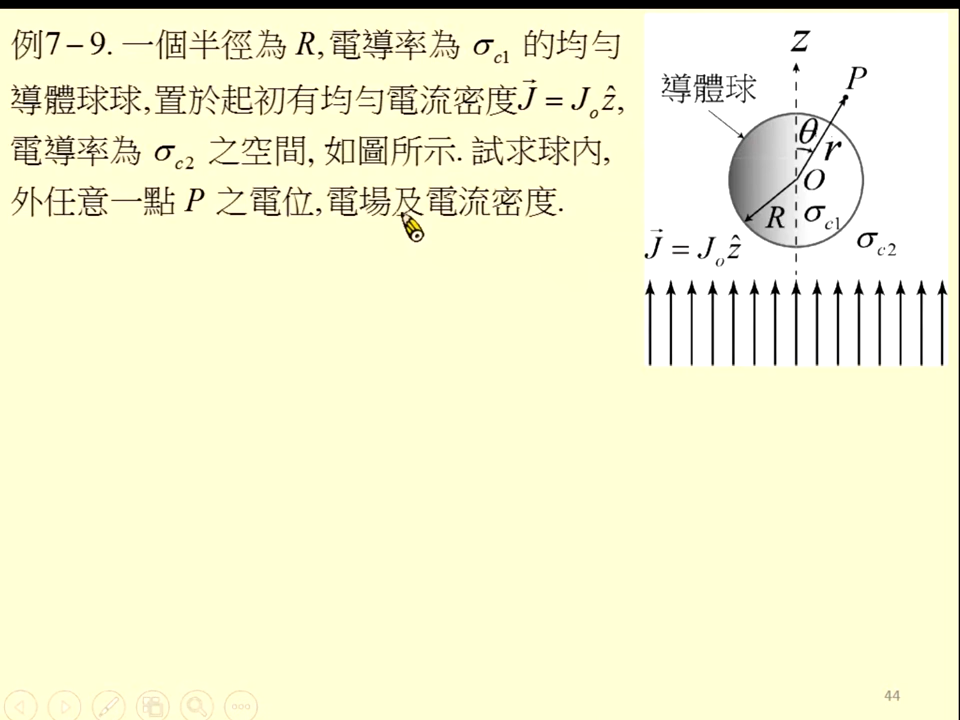 例7－9. 一個半徑為 R, 電導率為 σc1 的均勻
導體球球, 置於起初有均勻電流密度 J⃗ = Joẑ,
電導率為 σc2 之空間, 如圖所示. 試求球內,
外任意一點 P 之電位, 電場及電流密度.
z
P
導體球
θ
r
O
R
σc1
σc2
J⃗ = Joẑ
44